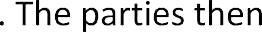 . The parties then